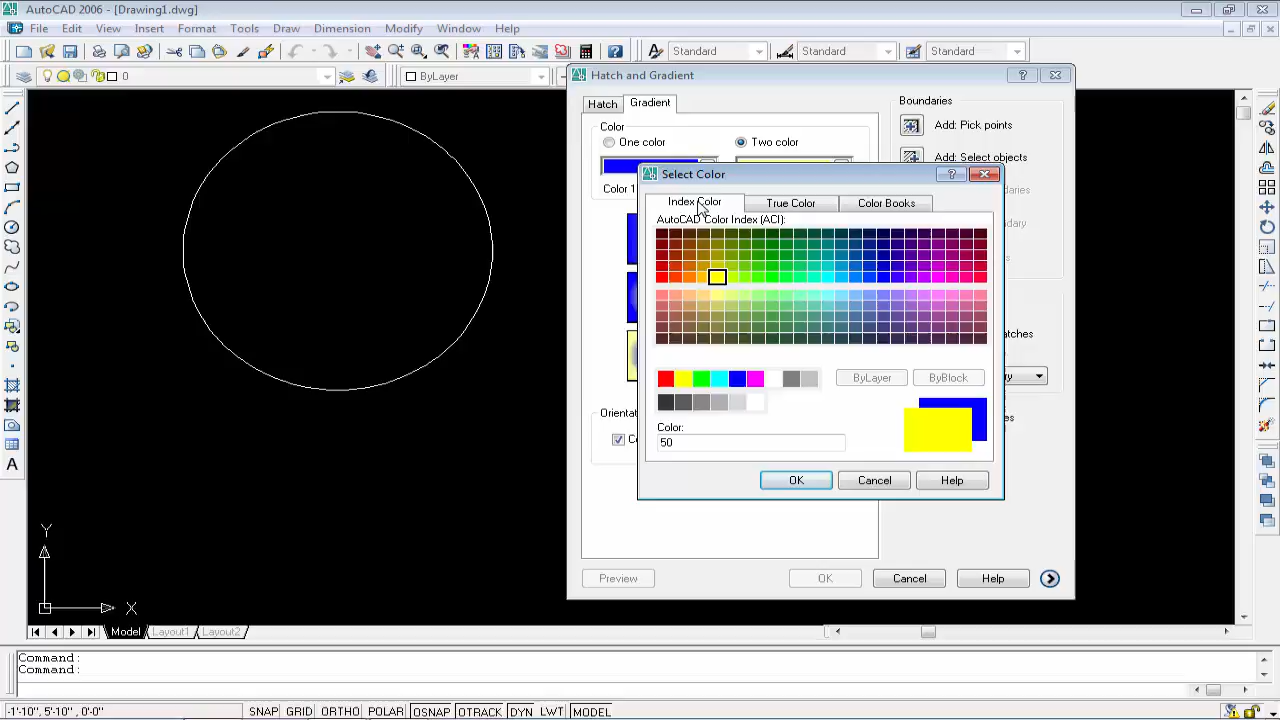 AutoCAD 2006 - [Drawing1.dwg]
File Edit View Insert Format Tools Draw Dimension Modify Window Help
Standard Standard Standard
0 ByLayer
Hatch and Gradient
Hatch Gradient
Boundaries
Color
One color Two color
Add: Pick points
Add: Select objects
Color 1
Select Color
Index Color True Color Color Books
AutoCAD Color Index (ACI):
ByLayer ByBlock
Color:
50
OK Cancel Help
Preview OK Cancel Help
Y
X
Model Layout1 Layout2
Command:
Command:
-1'-10", 5'-10", 0'-0" SNAP GRID ORTHO POLAR OSNAP OTRACK DYN LWT MODEL